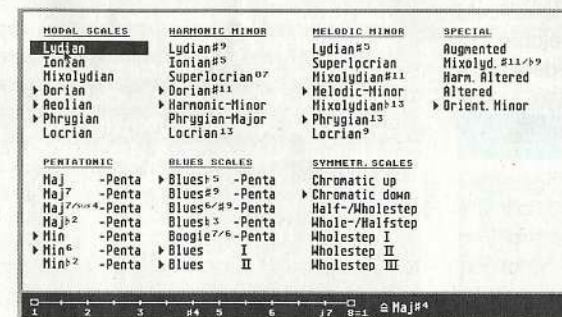 MODAL SCALES
Lydian
Ionian
Mixolydian
Dorian
Aeolian
Phrygian
Locrian
HARMONIC MINOR
Lydian♯9
Ionian♯5
Superlocrian°7
Dorian♯11
Harmonic-Minor
Phrygian-Major
Locrian13
MELODIC MINOR
Lydian♯5
Superlocrian
Mixolydian♯11
Melodic-Minor
Mixolydian♭13
Phrygian13
Locrian9
SPECIAL
Augmented
Mixolyd. ♯11/♭9
Harm. Altered
Altered
Orient. Minor
PENTATONIC
Maj -Penta
Maj7 -Penta
Maj7/sus4-Penta
Maj♭2 -Penta
Min -Penta
Min6 -Penta
Min♭2 -Penta
BLUES SCALES
Blues♭5 -Penta
Blues♯9 -Penta
Blues6/♯9-Penta
Blues♭3 -Penta
Boogie7/6-Penta
Blues I
Blues II
SYMMETR. SCALES
Chromatic up
Chromatic down
Half-/Wholestep
Whole-/Halfstep
Wholestep I
Wholestep II
Wholestep III
1 2 3 ♯4 5 6 j7 8=1 ≙ Maj♯4